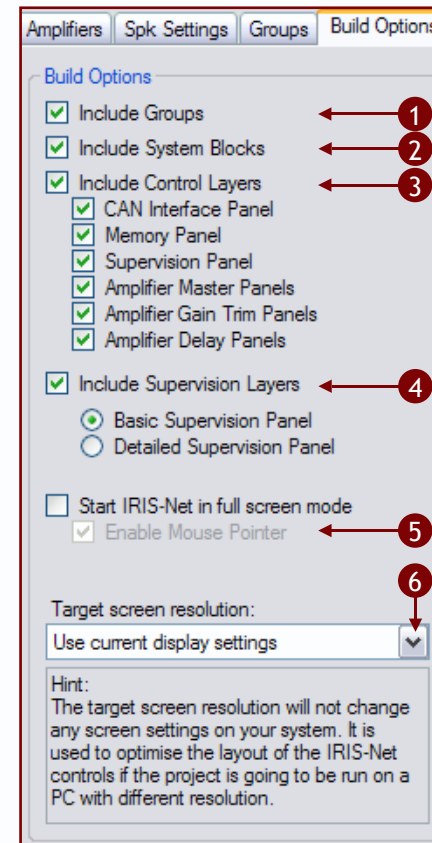 Amplifiers Spk Settings Groups Build Options
Build Options
Include Groups 1
Include System Blocks 2
Include Control Layers 3
CAN Interface Panel
Memory Panel
Supervision Panel
Amplifier Master Panels
Amplifier Gain Trim Panels
Amplifier Delay Panels
Include Supervision Layers 4
Basic Supervision Panel
Detailed Supervision Panel
Start IRIS-Net in full screen mode
Enable Mouse Pointer 5
6
Target screen resolution:
Use current display settings
Hint:
The target screen resolution will not change
any screen settings on your system. It is
used to optimise the layout of the IRIS-Net
controls if the project is going to be run on a
PC with different resolution.